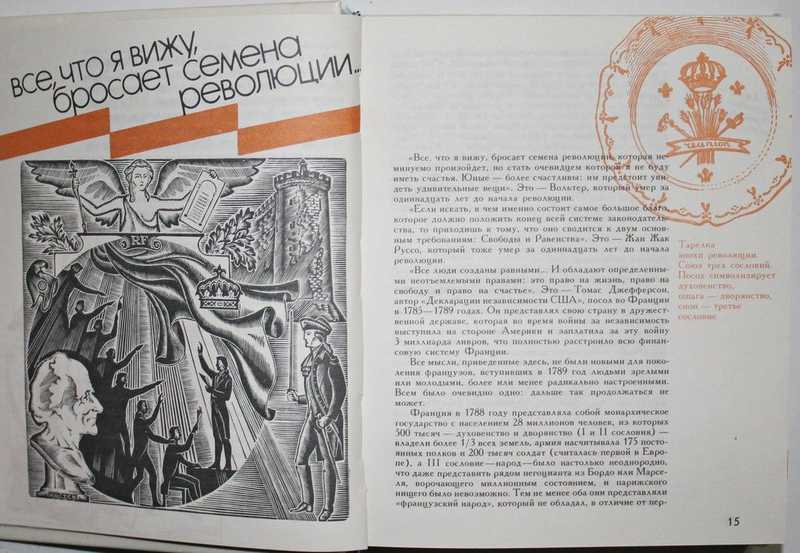 Все, что я вижу,
бросает семена
революции...
RF
«Все, что я вижу, бросает семена революции, которая не-
минуемо произойдет, но стать очевидцем которой я не буду
иметь счастья. Юные — более счастливы: им предстоит уви-
деть удивительные вещи». Это — Вольтер, который умер за
одиннадцать лет до начала революции.
«Если искать, в чем именно состоит самое большое благо,
которое должно положить конец всей системе законодатель-
ства, то приходишь к тому, что оно сводится к двум основ-
ным требованиям: Свободы и Равенства». Это — Жан Жак
Руссо, который тоже умер за одиннадцать лет до начала
революции.
«Все люди созданы равными... И обладают определенны-
ми неотъемлемыми правами: это право на жизнь, право на
свободу и право на счастье». Это — Томас Джефферсон,
автор «Декларации независимости США», посол во Франции
в 1785—1789 годах. Он представлял свою страну в дружест-
венной державе, которая во время войны за независимость
выступила на стороне Америки и заплатила за эту войну
3 миллиарда ливров, что полностью расстроило всю финан-
совую систему Франции.
Все мысли, приведенные здесь, не были новыми для поко-
ления французов, вступивших в 1789 год людьми зрелыми
или молодыми, более или менее радикально настроенными.
Всем было очевидно одно: дальше так продолжаться не
может.
Франция в 1788 году представляла собой монархическое
государство с населением 28 миллионов человек, из которых
500 тысяч — духовенство и дворянство (I и II сословия) —
владели более 1/3 всех земель, армия насчитывала 175 посто-
янных полков и 200 тысяч солдат (считалась первой в Евро-
пе), а III сословие — народ — было настолько неоднородно,
что даже представить рядом негоцианта из Бордо или Марсе-
ля, ворочающего миллионным состоянием, и парижского
нищего было невозможно. Тем не менее оба они представляли
«французский народ», который не обладал, в отличие от пер-
Тарелка
эпохи революции.
Союз трех сословий.
Посох символизирует
духовенство,
шпага — дворянство,
сноп — третье
сословие
15